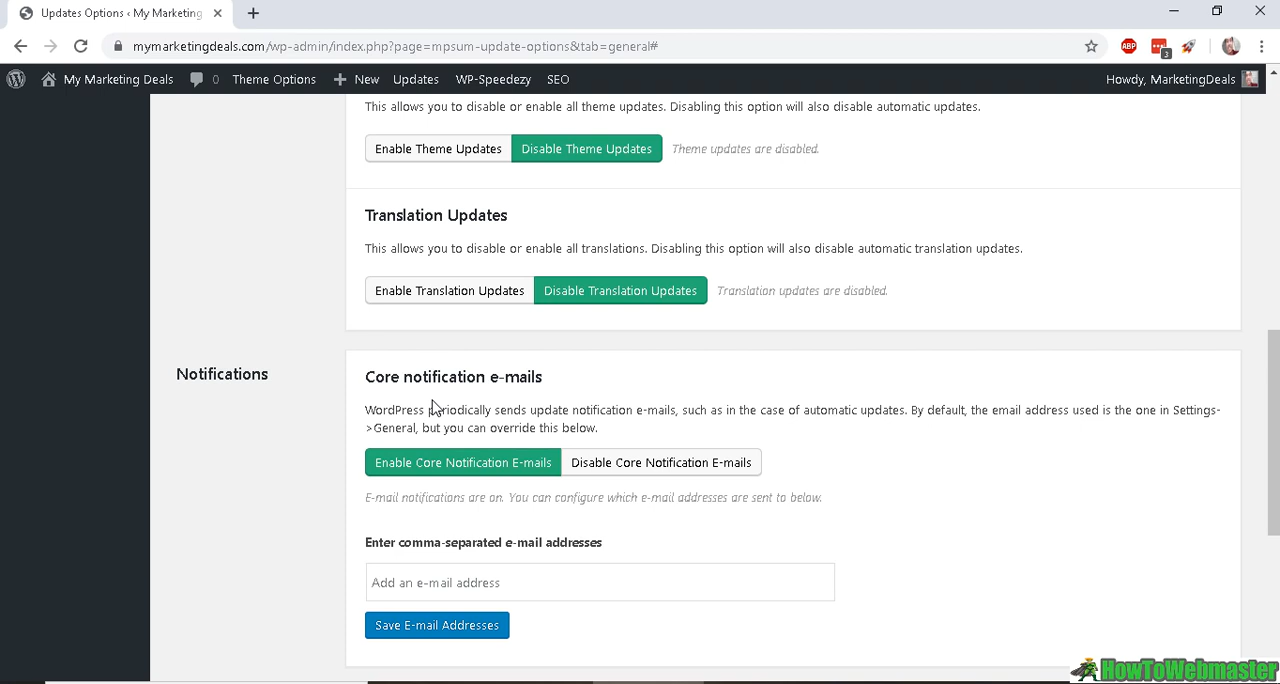 Updates Options ‹ My Marketing
mymarketingdeals.com/wp-admin/index.php?page=mpsum-update-options&tab=general#
ABP
3
My Marketing Deals 0 Theme Options New Updates WP-Speedezy SEO Howdy, MarketingDeals
This allows you to disable or enable all theme updates. Disabling this option will also disable automatic updates.
Enable Theme Updates Disable Theme Updates Theme updates are disabled.
Translation Updates
This allows you to disable or enable all translations. Disabling this option will also disable automatic translation updates.
Enable Translation Updates Disable Translation Updates Translation updates are disabled.
Notifications
Core notification e-mails
WordPress periodically sends update notification e-mails, such as in the case of automatic updates. By default, the email address used is the one in Settings-
>General, but you can override this below.
Enable Core Notification E-mails Disable Core Notification E-mails
E-mail notifications are on. You can configure which e-mail addresses are sent to below.
Enter comma-separated e-mail addresses
Add an e-mail address
Save E-mail Addresses
HowToWebmaster